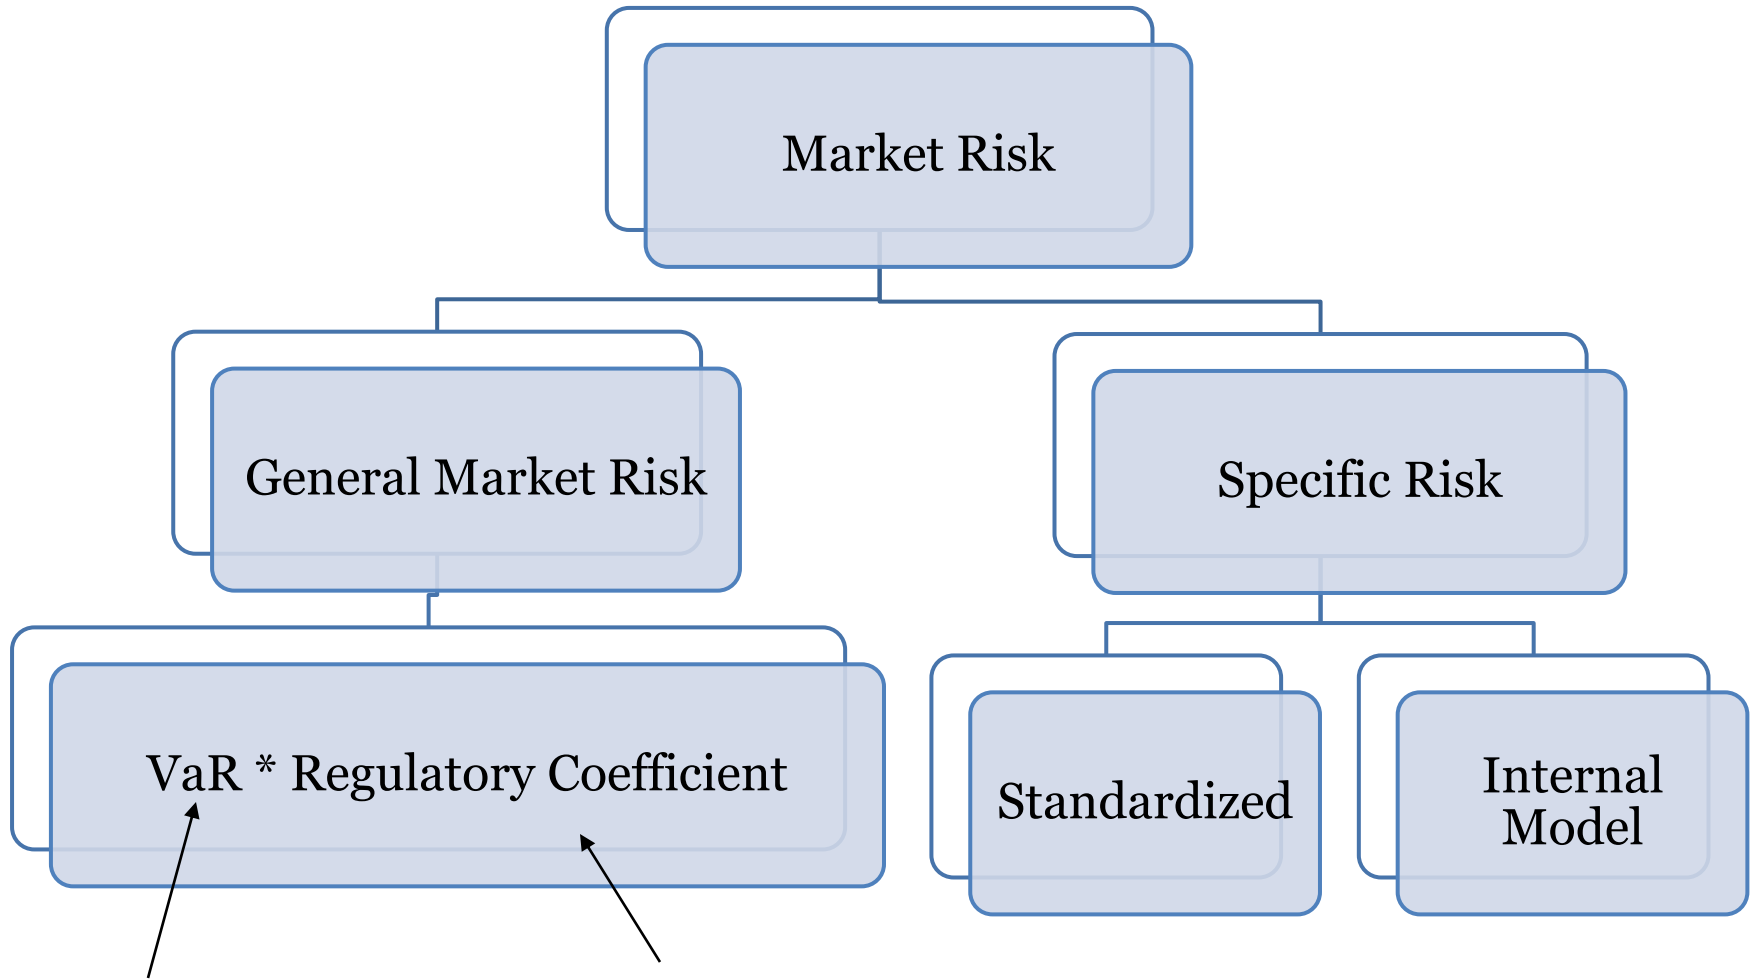 Market Risk
General Market Risk
Specific Risk
VaR * Regulatory Coefficient
Standardized
Internal
Model